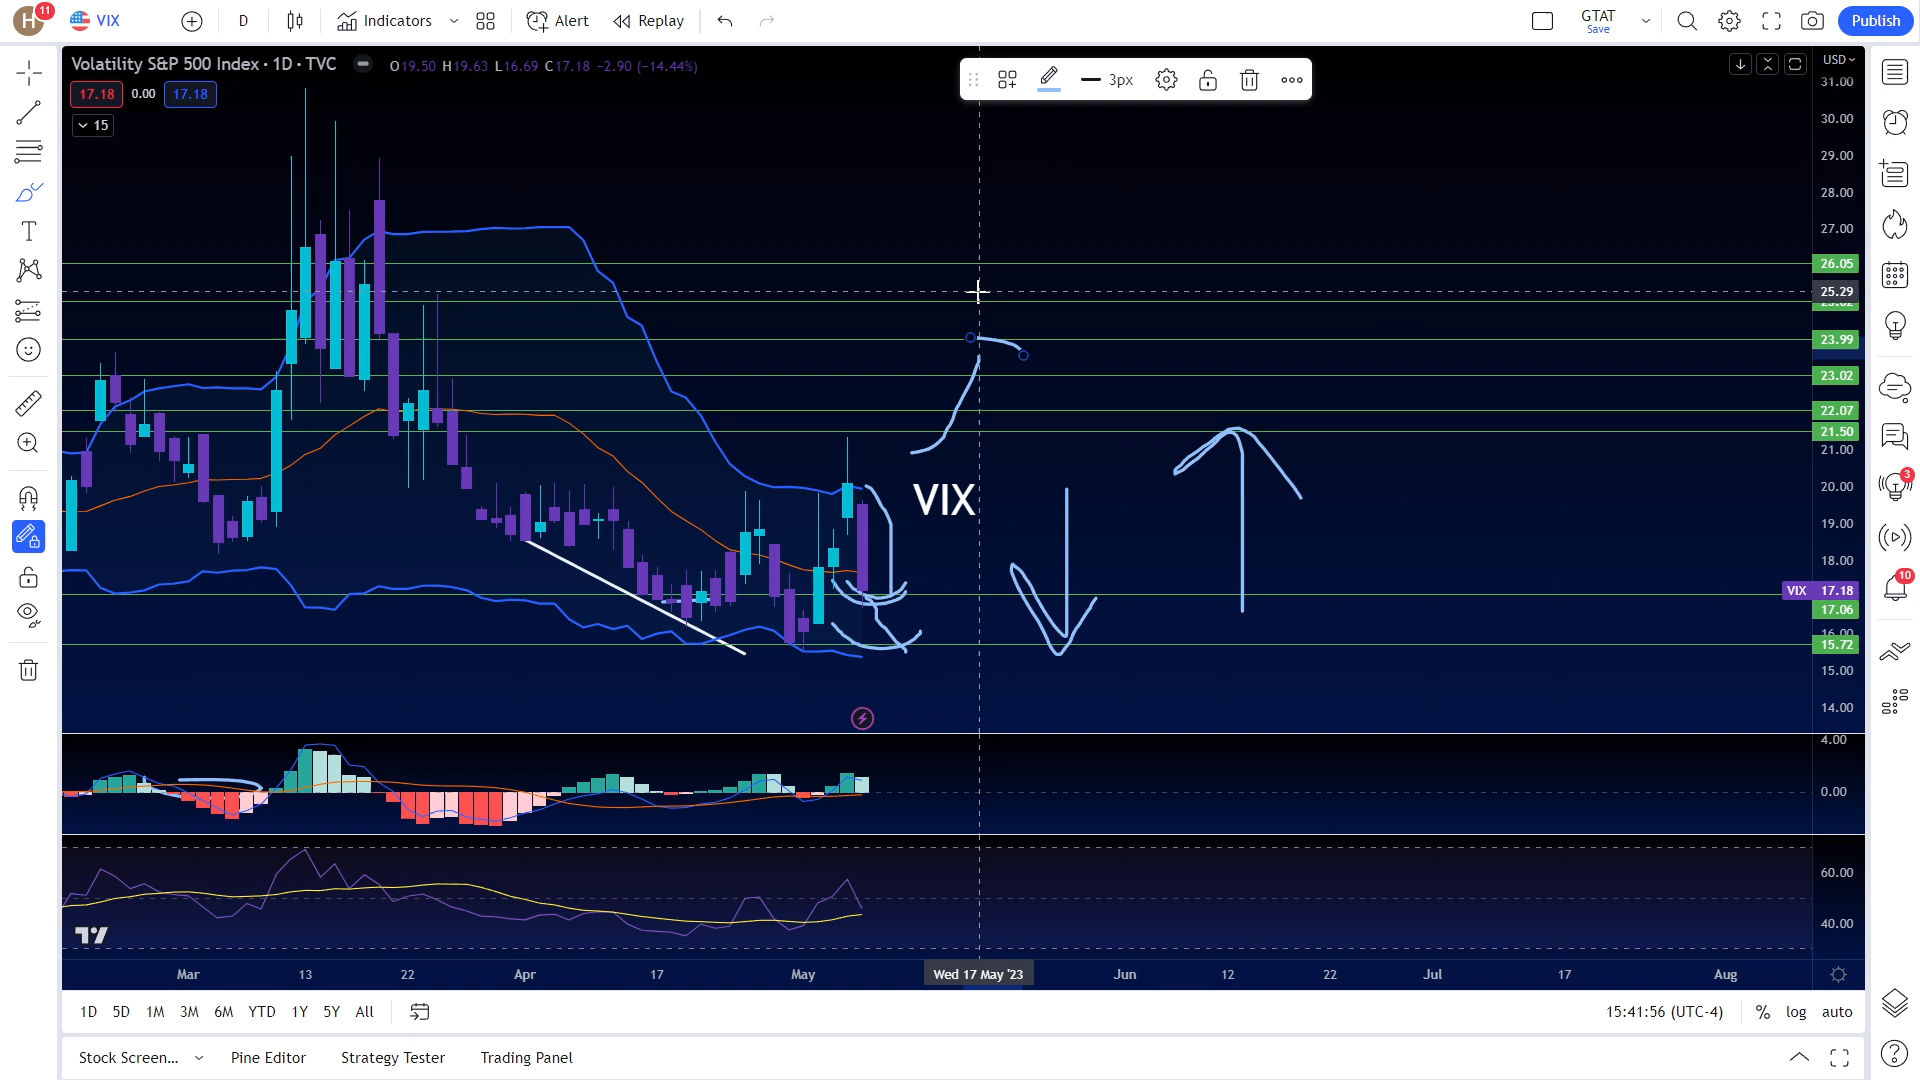 H 11 VIX D Indicators Alert Replay GTAT Save Publish
Volatility S&P 500 Index · 1D · TVC O19.50 H19.63 L16.69 C17.18 −2.90 (−14.44%)
17.18 0.00 17.18
15
3px
USD
31.00
30.00
29.00
28.00
27.00
26.05
25.29
23.99
23.02
22.07
21.50
21.00
20.00
19.00
18.00
VIX 17.18
17.06
16.00
15.72
15.00
14.00
VIX
4.00
0.00
60.00
40.00
3
10
Mar 13 22 Apr 17 May Wed 17 May '23 Jun 12 22 Jul 17 Aug
1D 5D 1M 3M 6M YTD 1Y 5Y All 15:41:56 (UTC-4) % log auto
Stock Screen... Pine Editor Strategy Tester Trading Panel